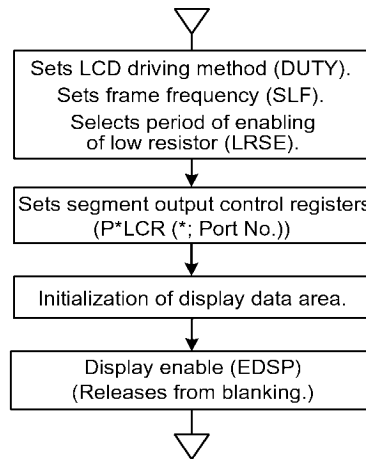 Sets LCD driving method (DUTY).
Sets frame frequency (SLF).
Selects period of enabling
of low resistor (LRSE).
Sets segment output control registers
(P*LCR (*; Port No.))
Initialization of display data area.
Display enable (EDSP)
(Releases from blanking.)